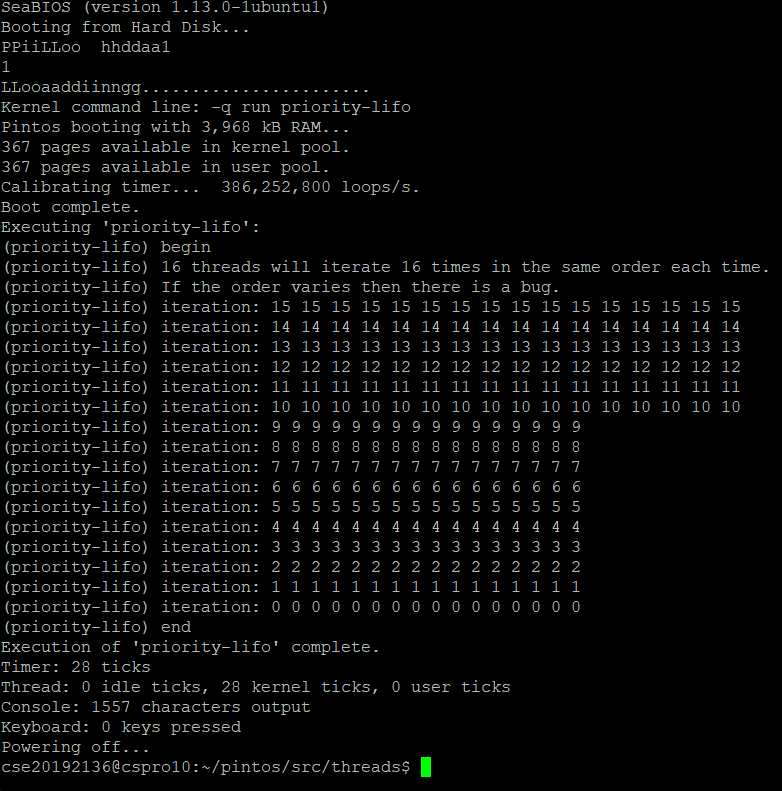 SeaBIOS (version 1.13.0-1ubuntu1)
Booting from Hard Disk...
PPiiLLoo  hhddaa1
1
LLooaaddiinngg.......................
Kernel command line: -q run priority-lifo
Pintos booting with 3,968 kB RAM...
367 pages available in kernel pool.
367 pages available in user pool.
Calibrating timer...  386,252,800 loops/s.
Boot complete.
Executing 'priority-lifo':
(priority-lifo) begin
(priority-lifo) 16 threads will iterate 16 times in the same order each time.
(priority-lifo) If the order varies then there is a bug.
(priority-lifo) iteration: 15 15 15 15 15 15 15 15 15 15 15 15 15 15 15 15
(priority-lifo) iteration: 14 14 14 14 14 14 14 14 14 14 14 14 14 14 14 14
(priority-lifo) iteration: 13 13 13 13 13 13 13 13 13 13 13 13 13 13 13 13
(priority-lifo) iteration: 12 12 12 12 12 12 12 12 12 12 12 12 12 12 12 12
(priority-lifo) iteration: 11 11 11 11 11 11 11 11 11 11 11 11 11 11 11 11
(priority-lifo) iteration: 10 10 10 10 10 10 10 10 10 10 10 10 10 10 10 10
(priority-lifo) iteration: 9 9 9 9 9 9 9 9 9 9 9 9 9 9 9 9
(priority-lifo) iteration: 8 8 8 8 8 8 8 8 8 8 8 8 8 8 8 8
(priority-lifo) iteration: 7 7 7 7 7 7 7 7 7 7 7 7 7 7 7 7
(priority-lifo) iteration: 6 6 6 6 6 6 6 6 6 6 6 6 6 6 6 6
(priority-lifo) iteration: 5 5 5 5 5 5 5 5 5 5 5 5 5 5 5 5
(priority-lifo) iteration: 4 4 4 4 4 4 4 4 4 4 4 4 4 4 4 4
(priority-lifo) iteration: 3 3 3 3 3 3 3 3 3 3 3 3 3 3 3 3
(priority-lifo) iteration: 2 2 2 2 2 2 2 2 2 2 2 2 2 2 2 2
(priority-lifo) iteration: 1 1 1 1 1 1 1 1 1 1 1 1 1 1 1 1
(priority-lifo) iteration: 0 0 0 0 0 0 0 0 0 0 0 0 0 0 0 0
(priority-lifo) end
Execution of 'priority-lifo' complete.
Timer: 28 ticks
Thread: 0 idle ticks, 28 kernel ticks, 0 user ticks
Console: 1557 characters output
Keyboard: 0 keys pressed
Powering off...
cse20192136@cspro10:~/pintos/src/threads$